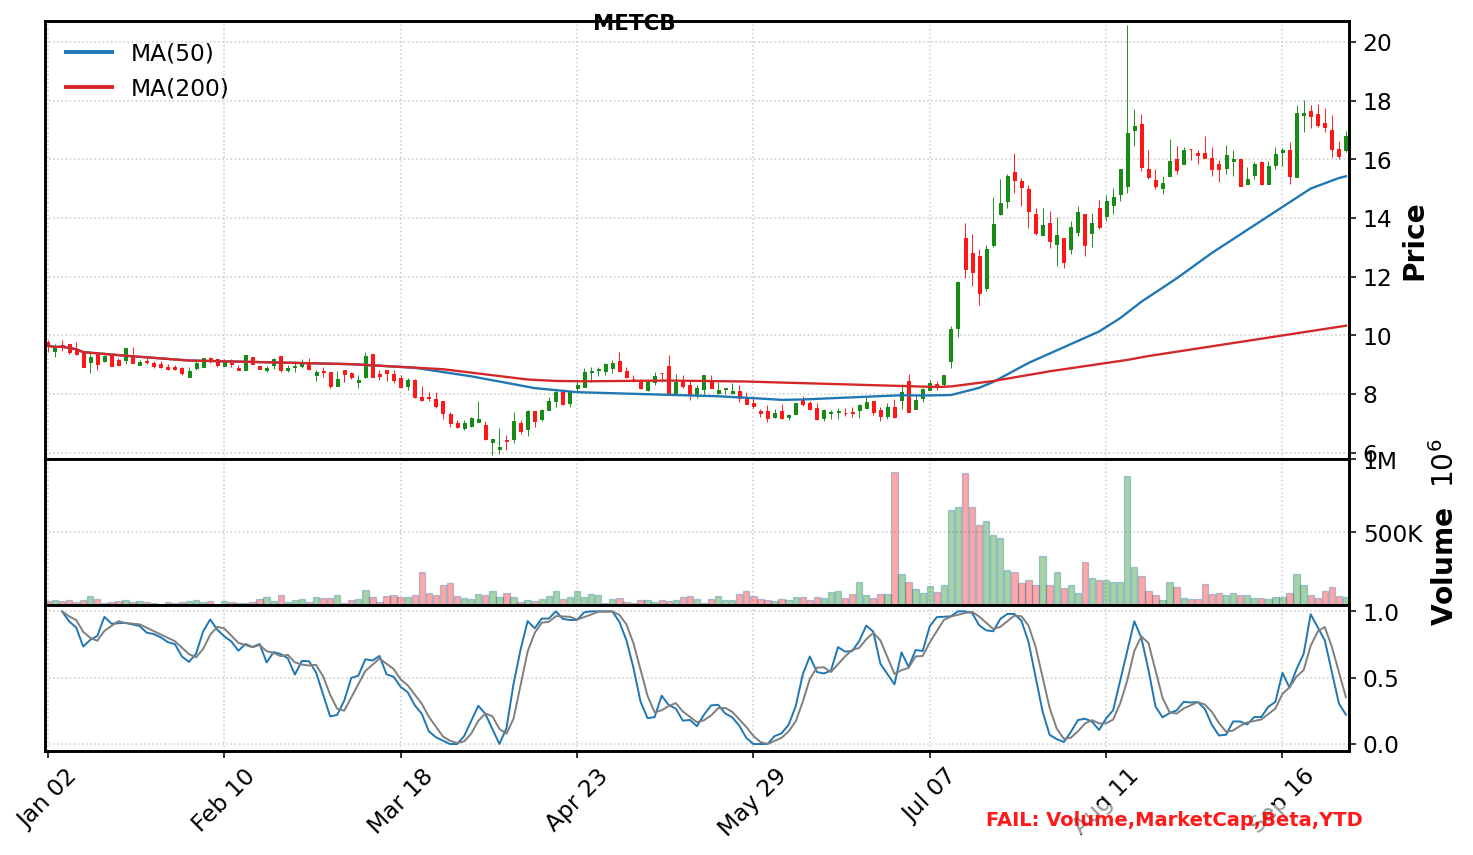 METCB
MA(50)
MA(200)
20
18
16
14
12
10
8
6
Price
1M
500K
Volume 10^6
1.0
0.5
0.0
Jan 02
Feb 10
Mar 18
Apr 23
May 29
Jul 07
Aug 11
Sep 16
FAIL: Volume,MarketCap,Beta,YTD